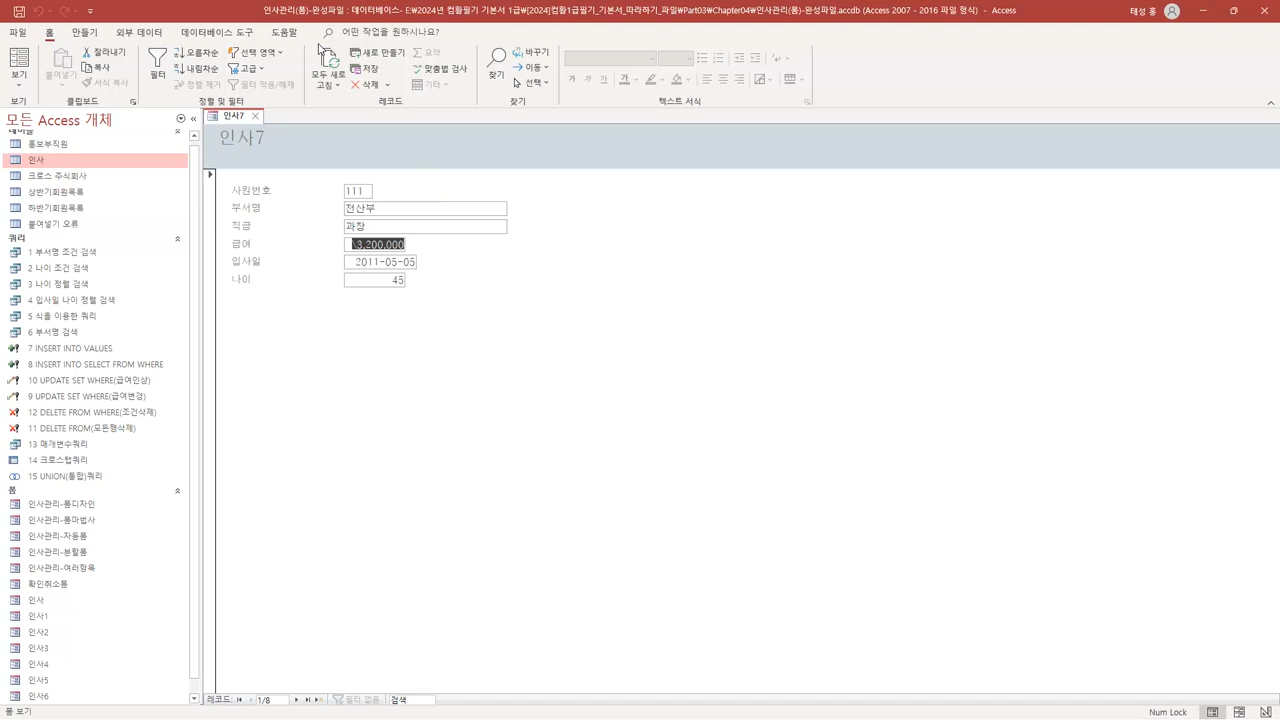 인사관리(폼)-완성파일 : 데이터베이스- E:₩2024년 컴활필기 기본서 1급₩[2024]컴활1급필기_기본서_따라하기_파일₩Part03₩Chapter04₩인사관리(폼)-완성파일.accdb (Access 2007 - 2016 파일 형식) - Access
태성 홍
파일 홈 만들기 외부 데이터 데이터베이스 도구 도움말 어떤 작업을 원하시나요?
보기
붙여넣기
잘라내기
복사
서식 복사
필터
오름차순
내림차순
정렬 제거
선택 영역
고급
필터 적용/해제
모두 새로 고침
새로 만들기
저장
삭제
요약
맞춤법 검사
기타
찾기
바꾸기
이동
선택
가 가 가 가
보기 클립보드 정렬 및 필터 레코드 찾기 텍스트 서식
모든 Access 개체
테이블
홍보부직원
인사
크로스 주식회사
상반기회원목록
하반기회원목록
붙여넣기 오류
쿼리
1 부서명 조건 검색
2 나이 조건 검색
3 나이 정렬 검색
4 입사일 나이 정렬 검색
5 식을 이용한 쿼리
6 부서명 검색
7 INSERT INTO VALUES
8 INSERT INTO SELECT FROM WHERE
10 UPDATE SET WHERE(급여인상)
9 UPDATE SET WHERE(급여변경)
12 DELETE FROM WHERE(조건삭제)
11 DELETE FROM(모든행삭제)
13 매개변수쿼리
14 크로스탭쿼리
15 UNION(통합)쿼리
폼
인사관리-폼디자인
인사관리-폼마법사
인사관리-자동폼
인사관리-분할폼
인사관리-여러항목
확인취소폼
인사
인사1
인사2
인사3
인사4
인사5
인사6
인사7
인사7
사원번호 111
부서명 전산부
직급 과장
급여 ₩3,200,000
입사일 2011-05-05
나이 45
레코드: 1/8 필터 없음 검색
폼 보기
Num Lock